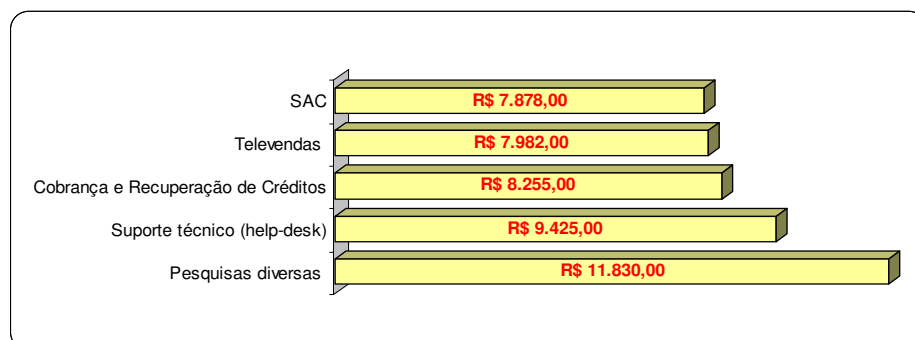 SAC R$ 7.878,00
Televendas R$ 7.982,00
Cobrança e Recuperação de Créditos R$ 8.255,00
Suporte técnico (help-desk) R$ 9.425,00
Pesquisas diversas R$ 11.830,00